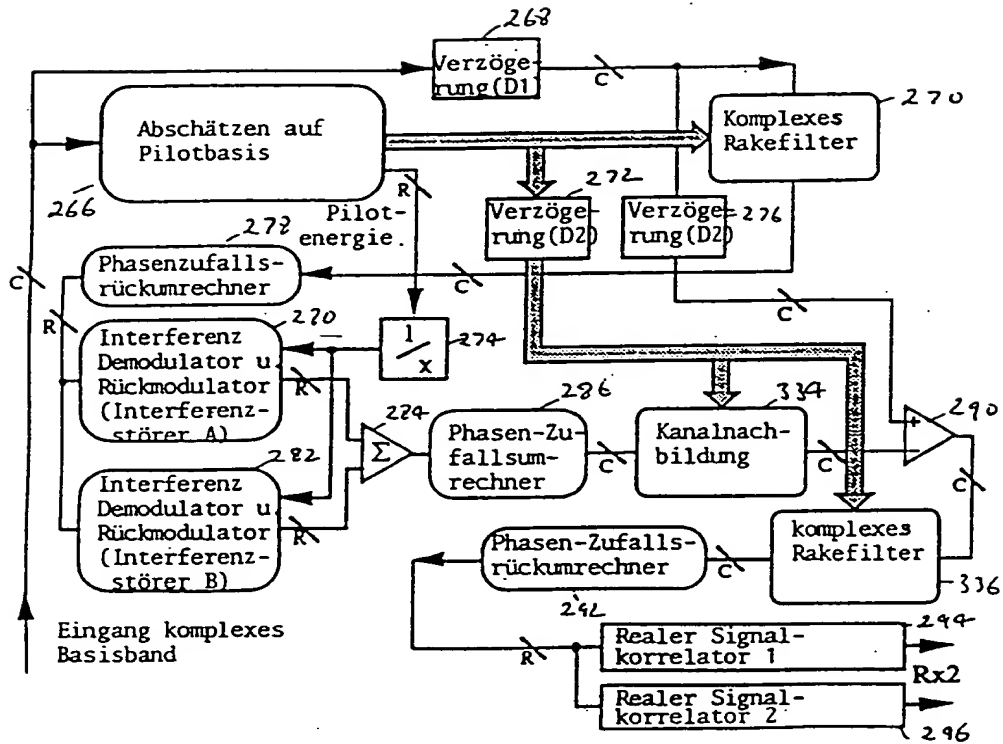 268
Verzöge-
rung(D1)
C
Abschätzen auf
Pilotbasis
Komplexes
Rakefilter
270
266
R
Pilot-
energie.
272
Verzöge-
rung(D2)
Verzöge-
rung(D2)
276
C
Phasenzufalls-
rückumrechner
C
C
R
Interferenz
Demodulator u
Rückmodulator
(Interferenz-
störer A)
R
1
/
x
274
284
Σ
286
Phasen-Zu-
fallsum-
rechner
C
334
Kanalnach-
bildung
C
290
+
−
C
282
Interferenz
Demodulator u
Rückmodulator
(Interferenz-
störer B)
R
Phasen-Zufalls-
rückumrechner
C
komplexes
Rakefilter
336
292
Eingang komplexes
Basisband
R
Realer Signal-
korrelator 1
294
Rx2
Realer Signal-
korrelator 2
296